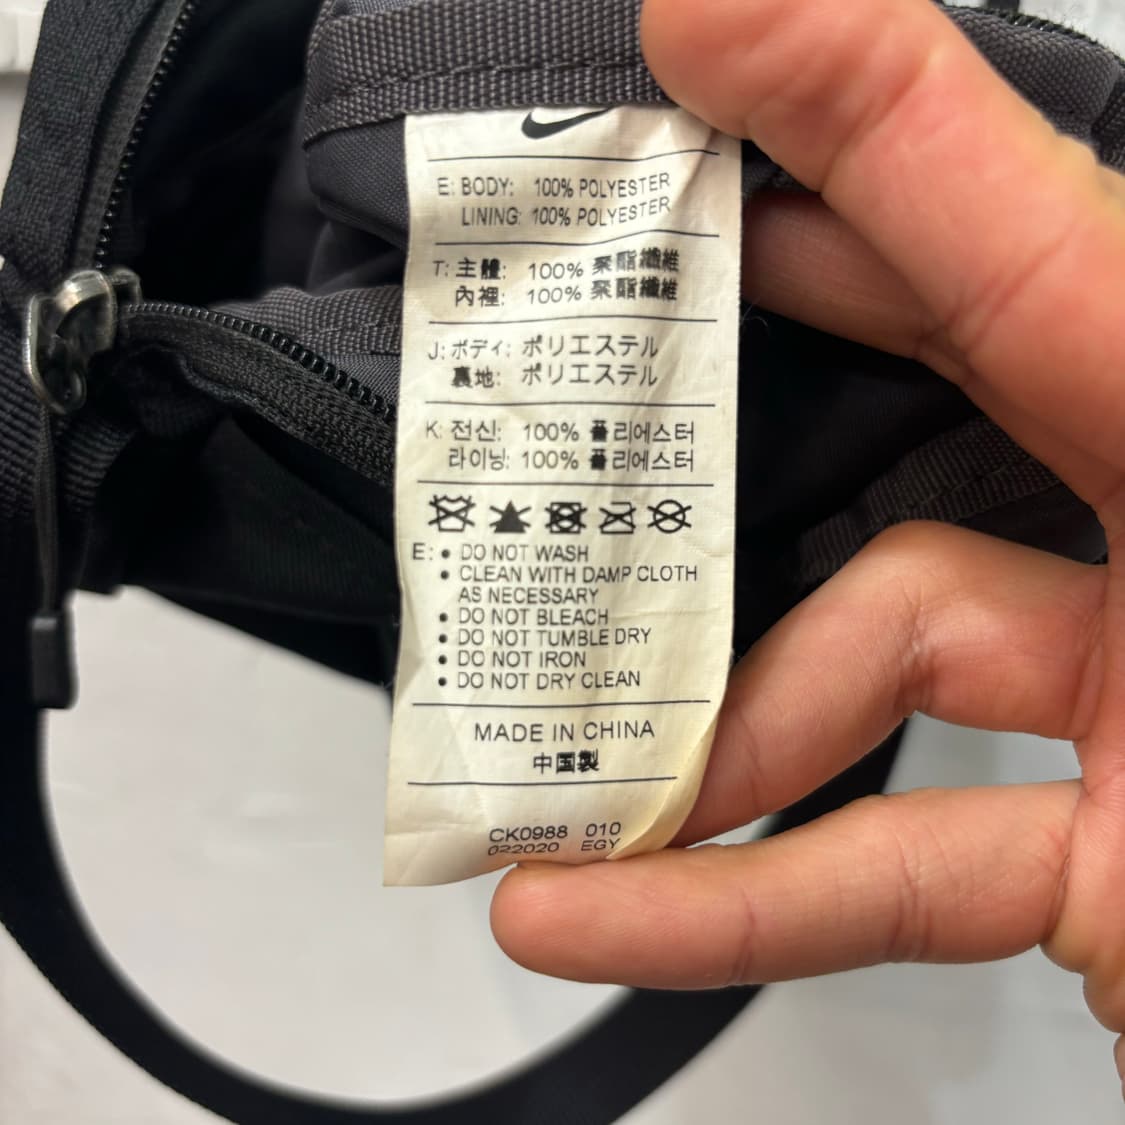 E: BODY: 100% POLYESTER
LINING: 100% POLYESTER
T: 主體: 100% 聚酯纖維
內裡: 100% 聚酯纖維
J: ボディ: ポリエステル
裏地: ポリエステル
K: 전신: 100% 폴리에스터
라이닝: 100% 폴리에스터
E: • DO NOT WASH
• CLEAN WITH DAMP CLOTH
AS NECESSARY
• DO NOT BLEACH
• DO NOT TUMBLE DRY
• DO NOT IRON
• DO NOT DRY CLEAN
MADE IN CHINA
中国製
CK0988 010
022020 EGY